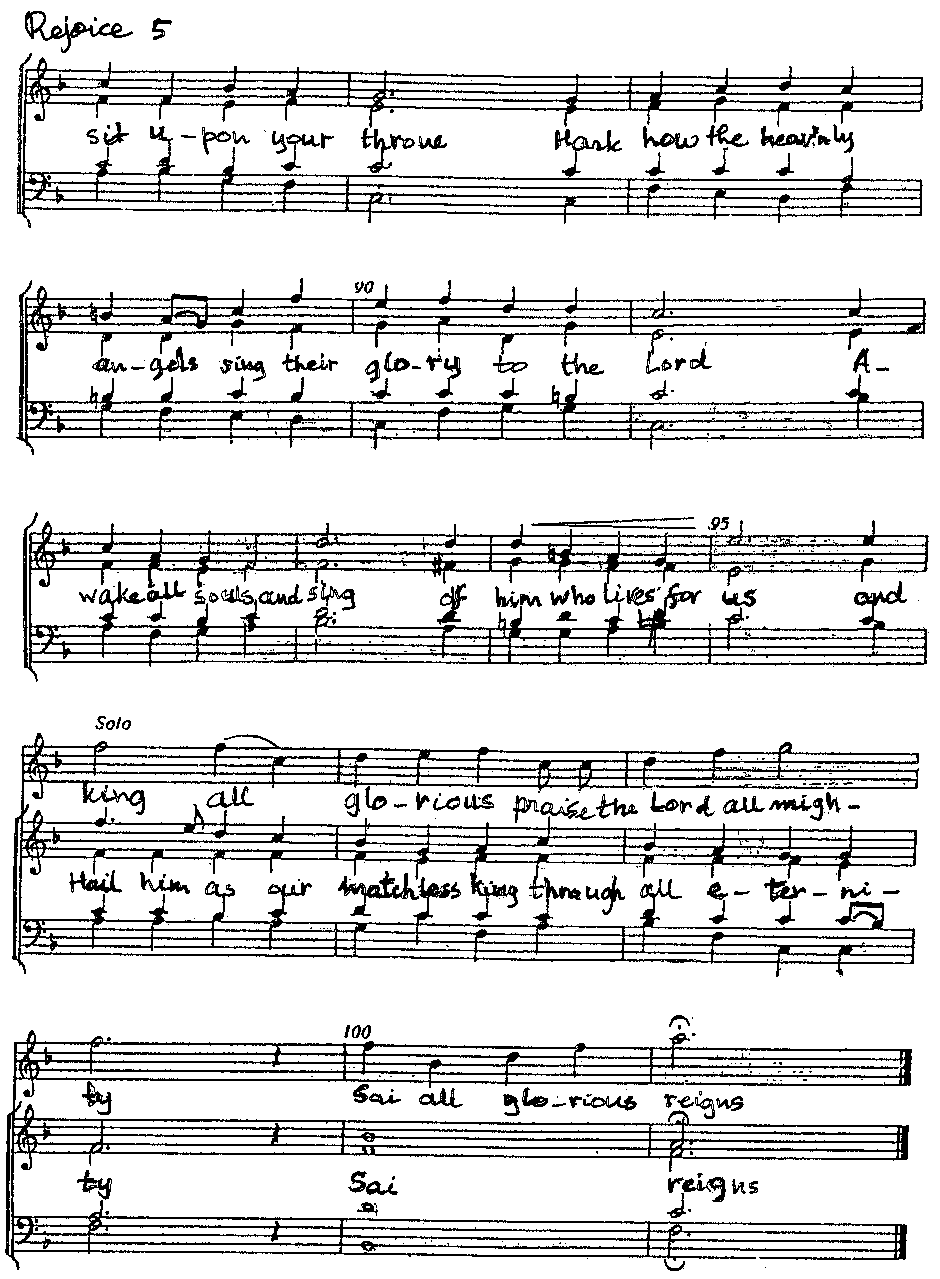 Rejoice 5
sit u-pon your throne Hark how the heav'nly
90
an-gels sing their glo-ry to the Lord A-
95
wake all souls, and sing of him who lives for us and
Solo
king all glo-rious praise the Lord all migh-
Hail him as our matchless king through all e-ter-ni-
100
ty Sai all glo-rious reigns
ty Sai reigns